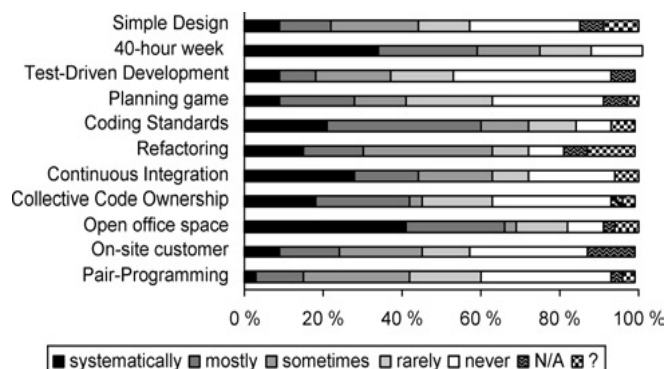 Simple Design
40-hour week
Test-Driven Development
Planning game
Coding Standards
Refactoring
Continuous Integration
Collective Code Ownership
Open office space
On-site customer
Pair-Programming
0 % 20 % 40 % 60 % 80 % 100 %
systematically mostly sometimes rarely never N/A ?